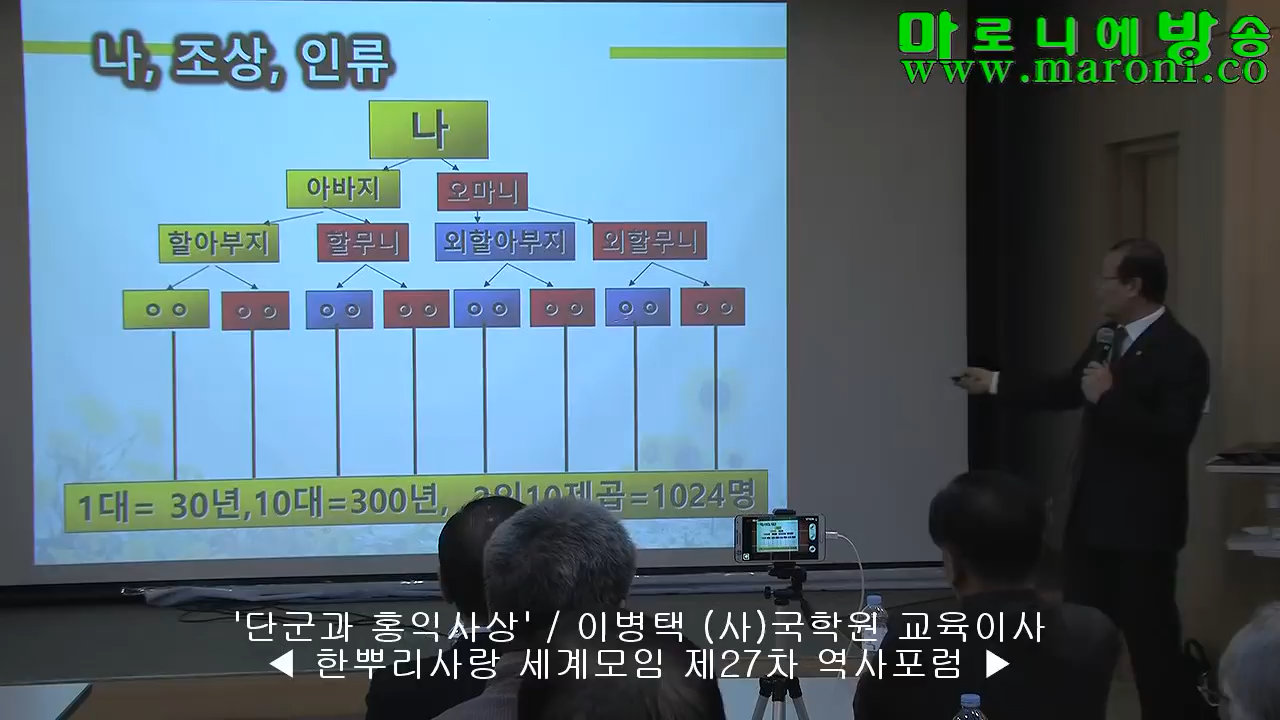 마로니에방송
www.maroni.co
나, 조상, 인류
나
아바지 오마니
할아부지 할무니 외할아부지 외할무니
ㅇㅇ ㅇㅇ ㅇㅇ ㅇㅇ ㅇㅇ ㅇㅇ ㅇㅇ ㅇㅇ
1대= 30년,10대=300년, 2의10제곱=1024명
'단군과 홍익사상' / 이병택 (사)국학원 교육이사
◀ 한뿌리사랑 세계모임 제27차 역사포럼 ▶